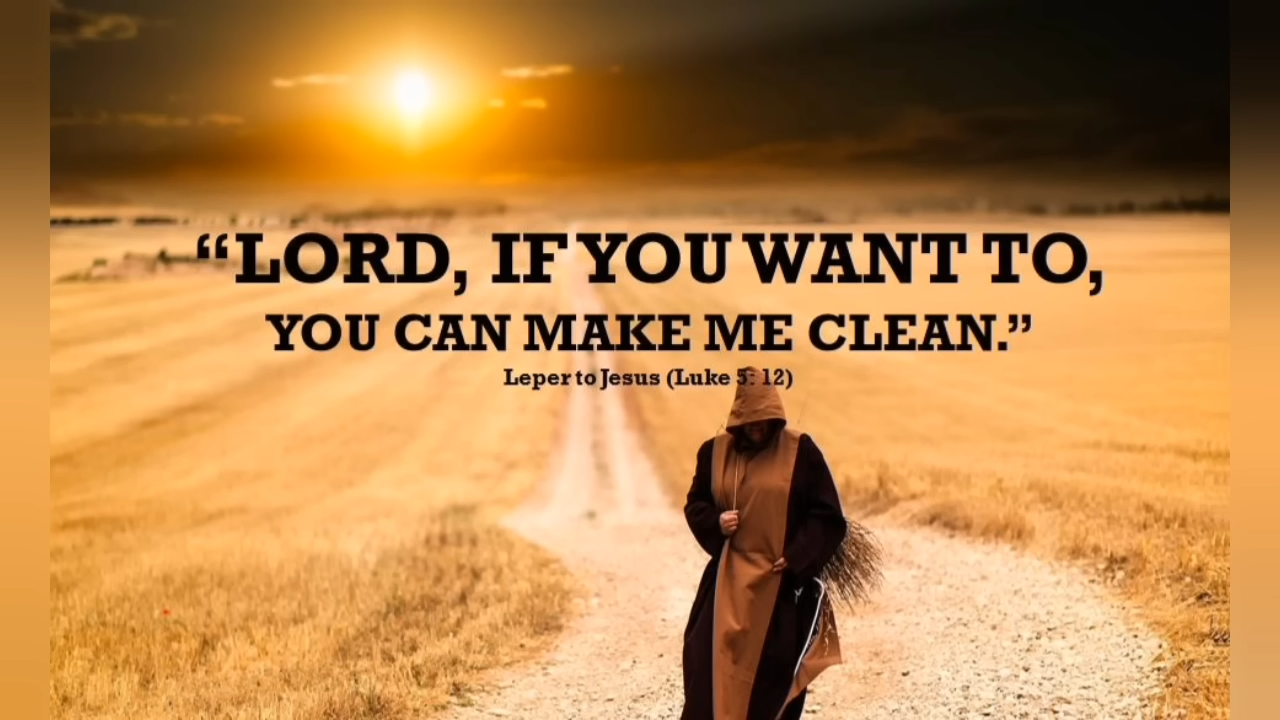 “LORD, IF YOU WANT TO,
YOU CAN MAKE ME CLEAN.”
Leper to Jesus (Luke 5: 12)